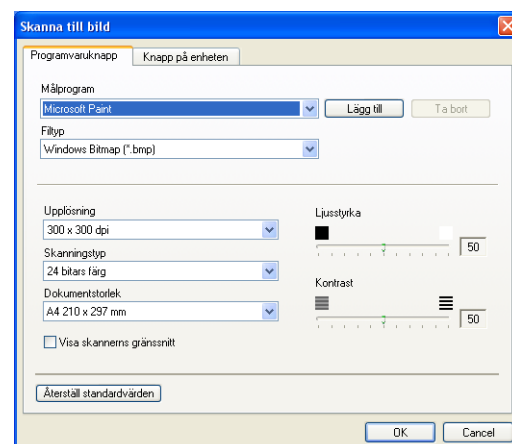 Skanna till bild
Programvaruknapp Knapp på enheten
Målprogram
Microsoft Paint Lägg till Ta bort
Filtyp
Windows Bitmap (*.bmp)
Upplösning Ljusstyrka
300 x 300 dpi 50
Skanningstyp
24 bitars färg Kontrast
Dokumentstorlek
A4 210 x 297 mm 50
Visa skannerns gränssnitt
Återställ standardvärden
OK Cancel